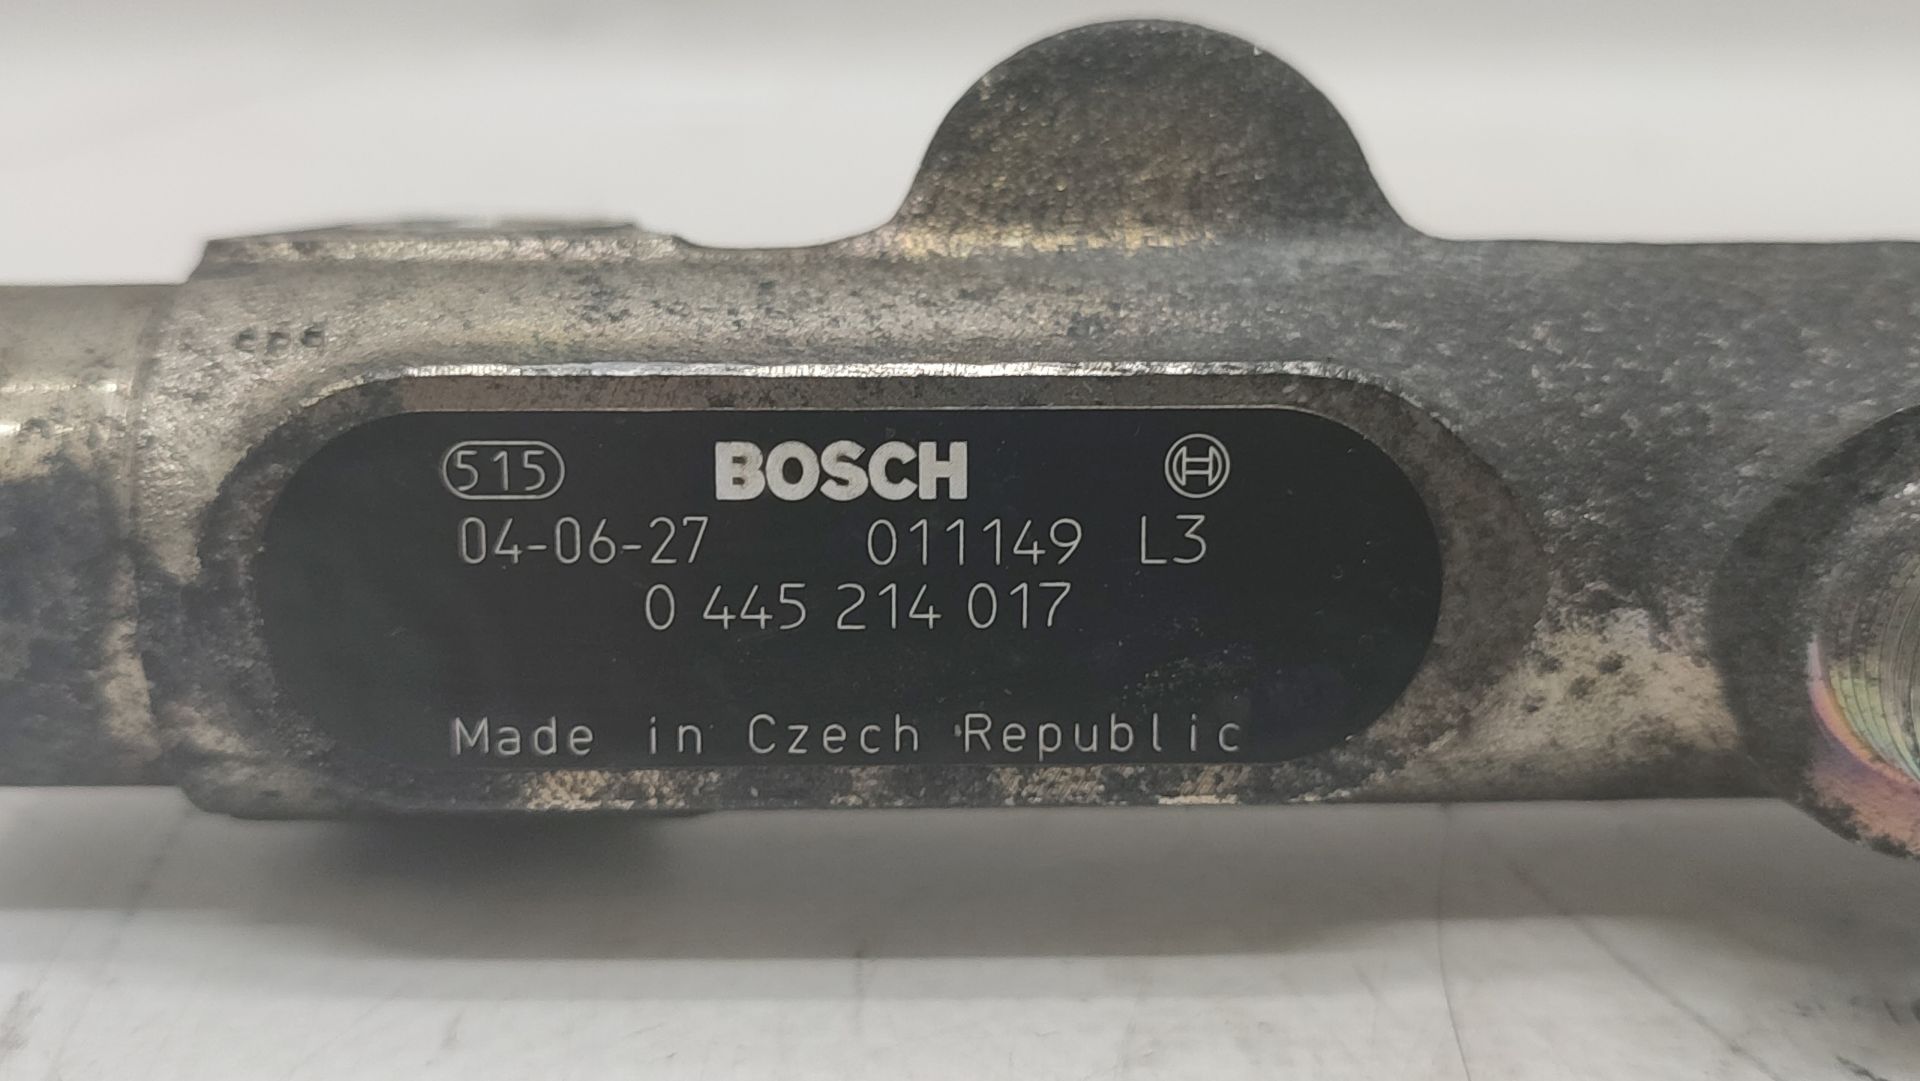 515 BOSCH
04-06-27 011149 L3
0 445 214 017
Made in Czech Republic